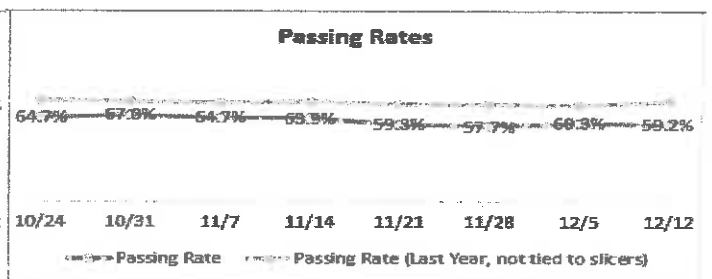 Passing Rates
64.7% 67.0% 64.7% 63.9% 59.3% 57.7% 60.3% 59.2%
10/24 10/31 11/7 11/14 11/21 11/28 12/5 12/12
Passing Rate Passing Rate (Last Year, not tied to slicers)